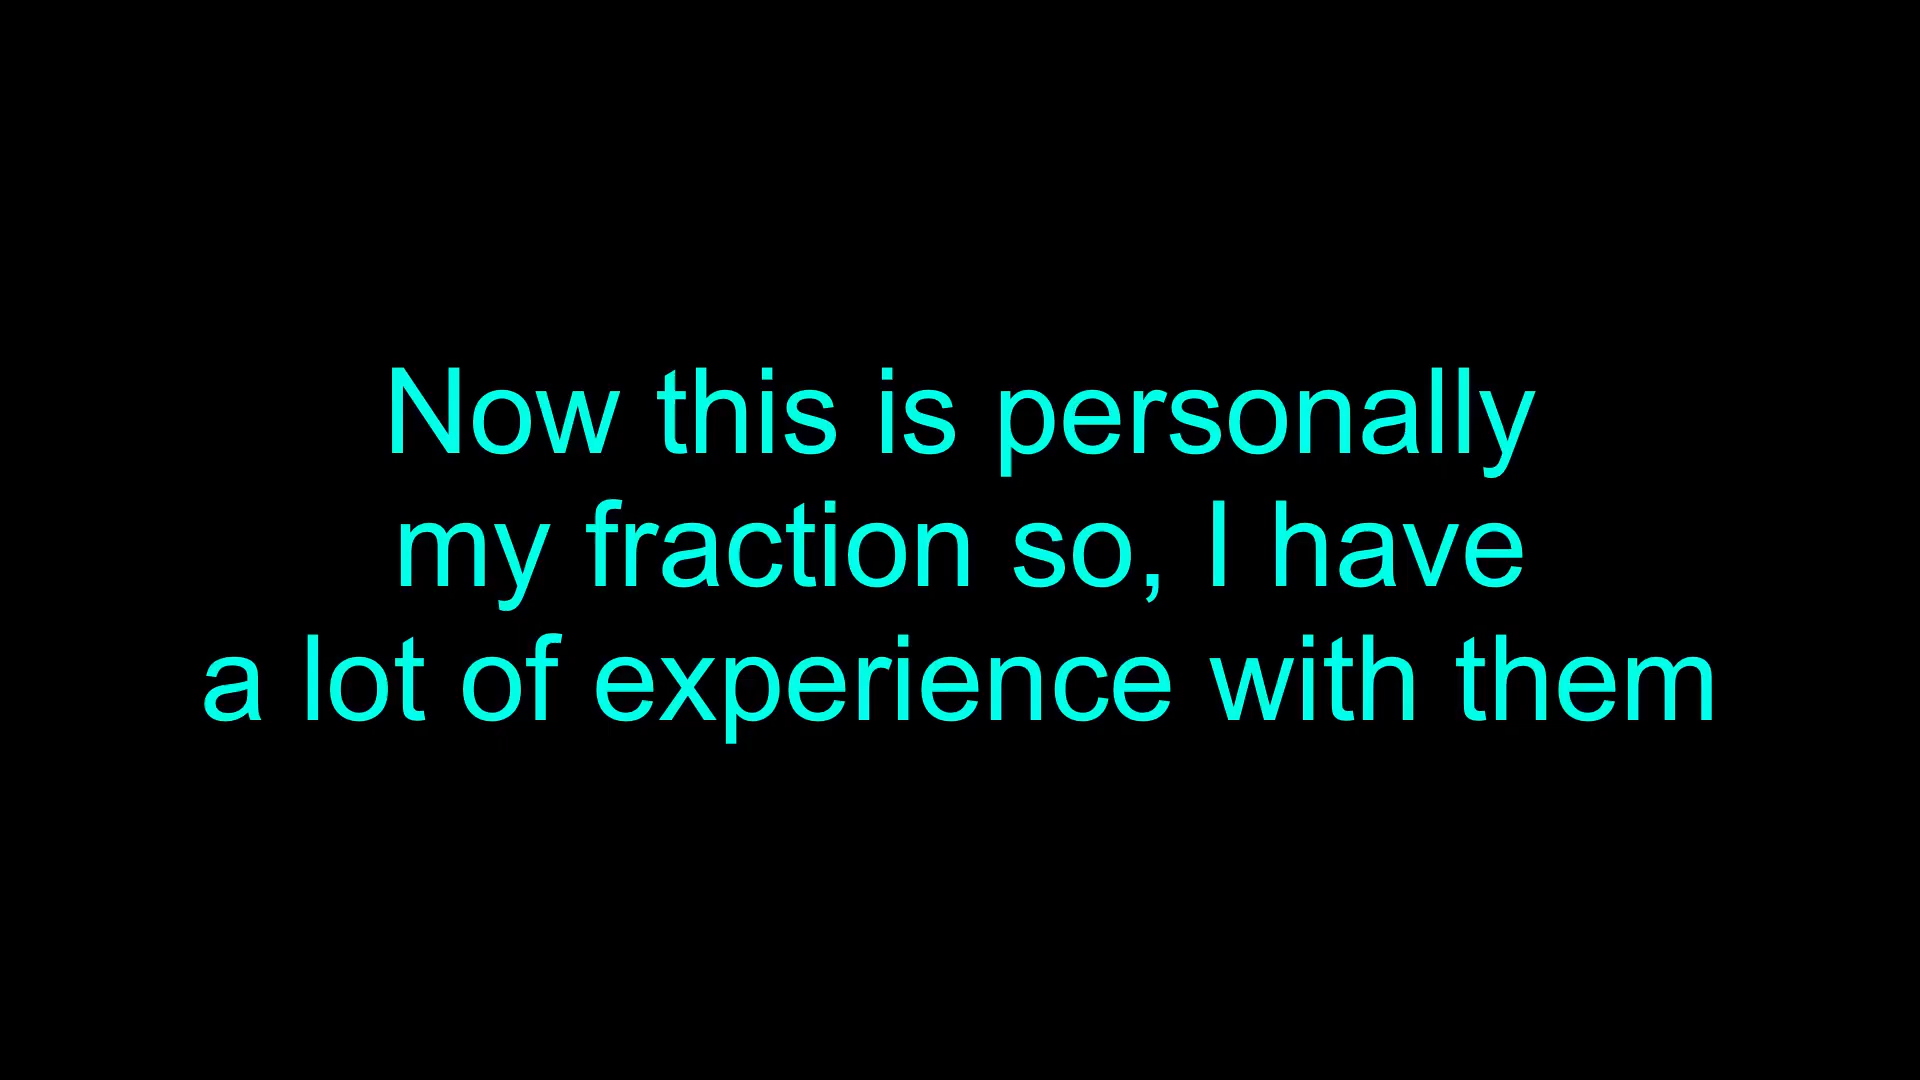 Now this is personally
my fraction so, I have
a lot of experience with them